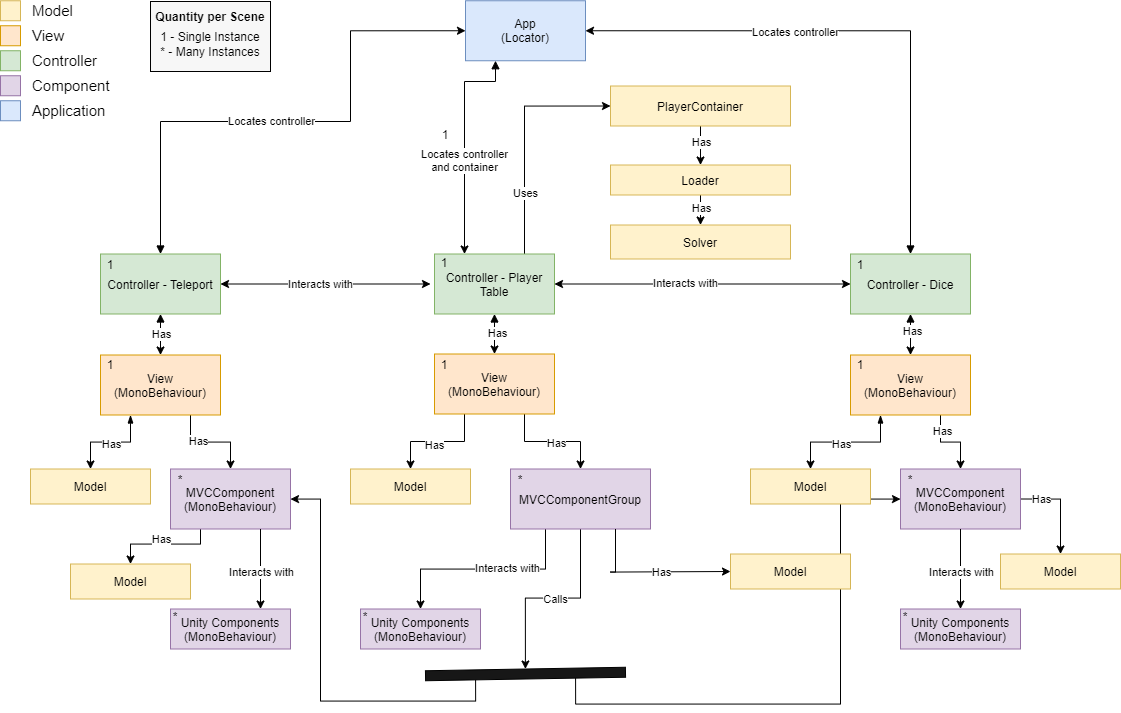 Model
View
Controller
Component
Application
Quantity per Scene
1 - Single Instance
* - Many Instances
App
(Locator)
Locates controller
Locates controller
1
Locates controller
and container
Uses
PlayerContainer
Has
Loader
Has
Solver
1
Controller - Teleport
Interacts with
1
Controller - Player
Table
Interacts with
1
Controller - Dice
Has
Has
Has
1
View
(MonoBehaviour)
1
View
(MonoBehaviour)
1
View
(MonoBehaviour)
Has
Has
Has
Has
Has
Has
Model
*
MVCComponent
(MonoBehaviour)
Model
*
MVCComponentGroup
Model
*
MVCComponent
(MonoBehaviour)
Has
Has
Model
Interacts with
Interacts with
Calls
Has
Model
Interacts with
Model
*
Unity Components
(MonoBehaviour)
*
Unity Components
(MonoBehaviour)
*
Unity Components
(MonoBehaviour)